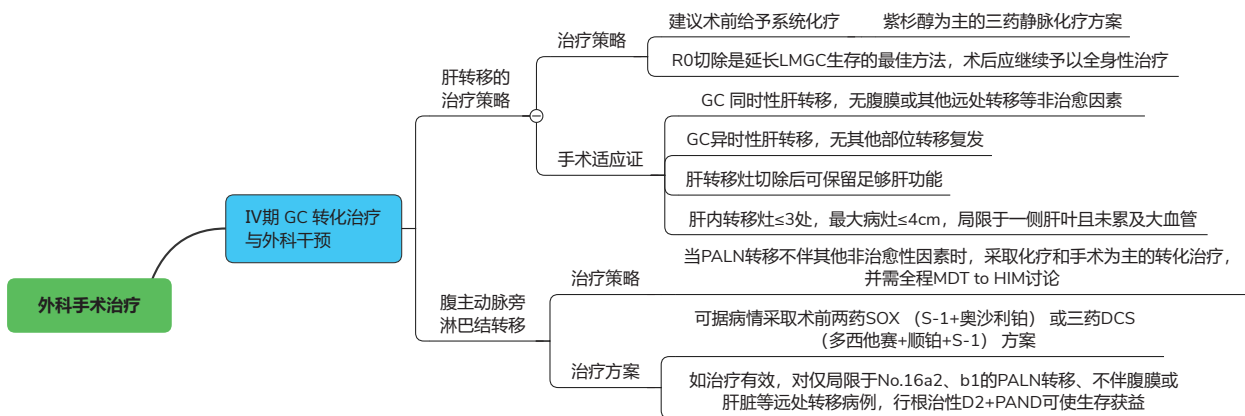 外科手术治疗
IV期 GC 转化治疗
与外科干预
肝转移的
治疗策略
治疗策略
建议术前给予系统化疗
紫杉醇为主的三药静脉化疗方案
R0切除是延长LMGC生存的最佳方法，术后应继续予以全身性治疗
手术适应证
GC 同时性肝转移，无腹膜或其他远处转移等非治愈因素
GC异时性肝转移，无其他部位转移复发
肝转移灶切除后可保留足够肝功能
肝内转移灶≤3处，最大病灶≤4cm，局限于一侧肝叶且未累及大血管
腹主动脉旁
淋巴结转移
治疗策略
当PALN转移不伴其他非治愈性因素时，采取化疗和手术为主的转化治疗，
并需全程MDT to HIM讨论
治疗方案
可据病情采取术前两药SOX （S-1+奥沙利铂） 或三药DCS
（多西他赛+顺铂+S-1） 方案
如治疗有效，对仅局限于No.16a2、b1的PALN转移、不伴腹膜或
肝脏等远处转移病例，行根治性D2+PAND可使生存获益